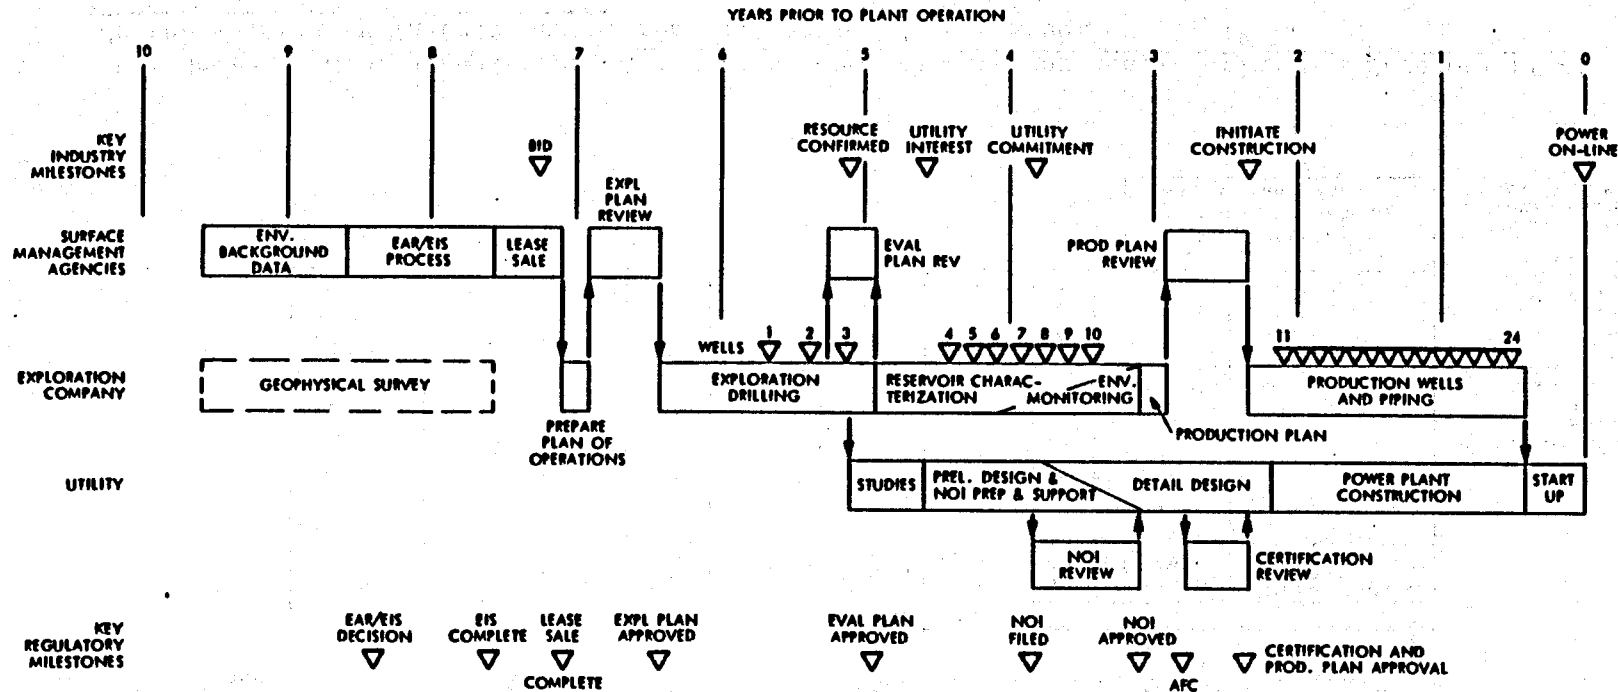 YEARS PRIOR TO PLANT OPERATION
10 9 8 7 6 5 4 3 2 1 0
KEY
INDUSTRY
MILESTONES
BID
RESOURCE
CONFIRMED
UTILITY
INTEREST
UTILITY
COMMITMENT
INITIATE
CONSTRUCTION
POWER
ON-LINE
SURFACE
MANAGEMENT
AGENCIES
ENV.
BACKGROUND
DATA
EAR/EIS
PROCESS
LEASE
SALE
EXPL
PLAN
REVIEW
EVAL
PLAN REV
PROD PLAN
REVIEW
EXPLORATION
COMPANY
GEOPHYSICAL SURVEY
PREPARE
PLAN OF
OPERATIONS
WELLS 1 2 3
EXPLORATION
DRILLING
4 5 6 7 8 9 10
RESERVOIR CHARAC-
TERIZATION
ENV.
MONITORING
PRODUCTION PLAN
11 24
PRODUCTION WELLS
AND PIPING
UTILITY
STUDIES
PREL. DESIGN &
NOI PREP & SUPPORT
DETAIL DESIGN
POWER PLANT
CONSTRUCTION
START
UP
NOI
REVIEW
CERTIFICATION
REVIEW
KEY
REGULATORY
MILESTONES
EAR/EIS
DECISION
EIS
COMPLETE
LEASE
SALE
COMPLETE
EXPL PLAN
APPROVED
EVAL PLAN
APPROVED
NOI
FILED
NOI
APPROVED
AFC
CERTIFICATION AND
PROD. PLAN APPROVAL